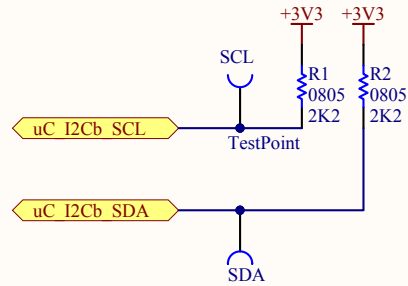 +3V3 +3V3
SCL
R1 R2
0805 0805
2K2 2K2
uC_I2Cb_SCL
TestPoint
uC_I2Cb_SDA
SDA